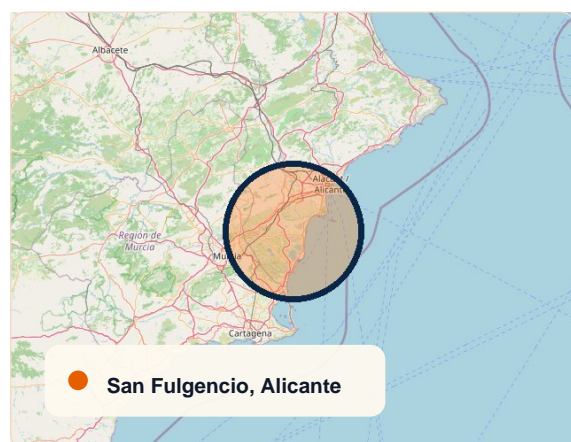 Albacete
Alacant /
Alicante
Región de
Murcia
Murcia
Cartagena
San Fulgencio, Alicante